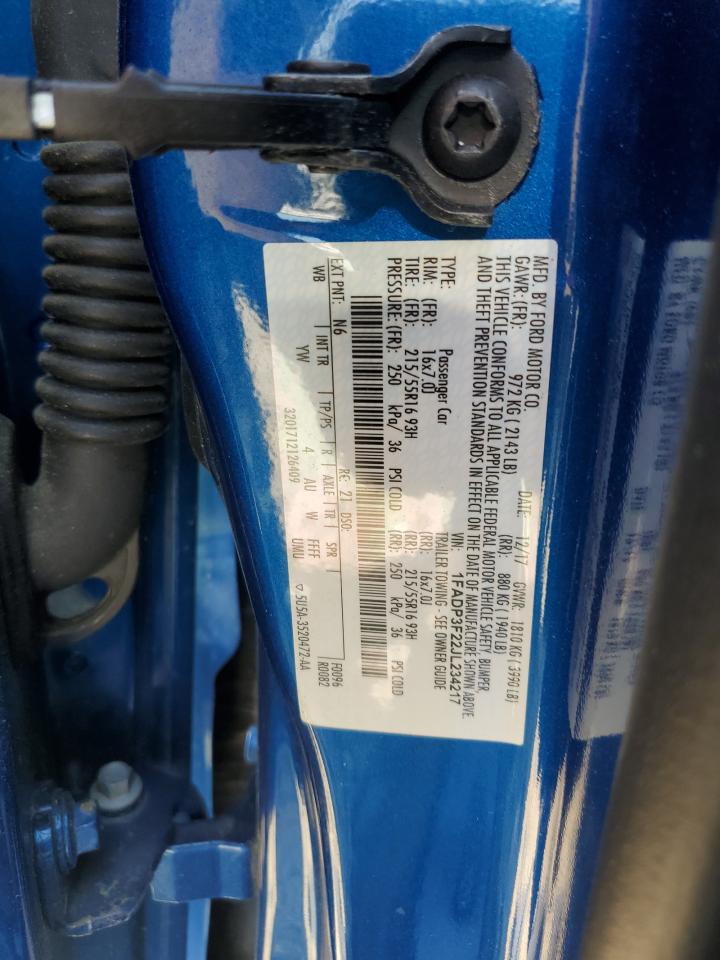 MFD. BY FORD MOTOR CO.
DATE: 12/17 GVWR: 1810 KG ( 3990 LB)
GAWR: (FR): 972 KG ( 2143 LB) (RR): 880 KG ( 1940 LB)
THIS VEHICLE CONFORMS TO ALL APPLICABLE FEDERAL MOTOR VEHICLE SAFETY, BUMPER,
AND THEFT PREVENTION STANDARDS IN EFFECT ON THE DATE OF MANUFACTURE SHOWN ABOVE.
VIN: 1FADP3F22JL234217
TYPE: Passenger Car TRAILER TOWING - SEE OWNER GUIDE
RIM: (FR): 16x7.0J (RR): 16x7.0J
TIRE: (FR): 215/55R16 93H (RR): 215/55R16 93H
PRESSURE: (FR): 250 kPa/ 36 PSI COLD (RR): 250 kPa/ 36 PSI COLD
F0096
RC: 21 DSO: R0082
EXT PNT: N6
WB INT TR TP/PS R AXLE TR SPR
YW 4 AU W FFFF UMU
3201712126409 5U5A-3520472-AA